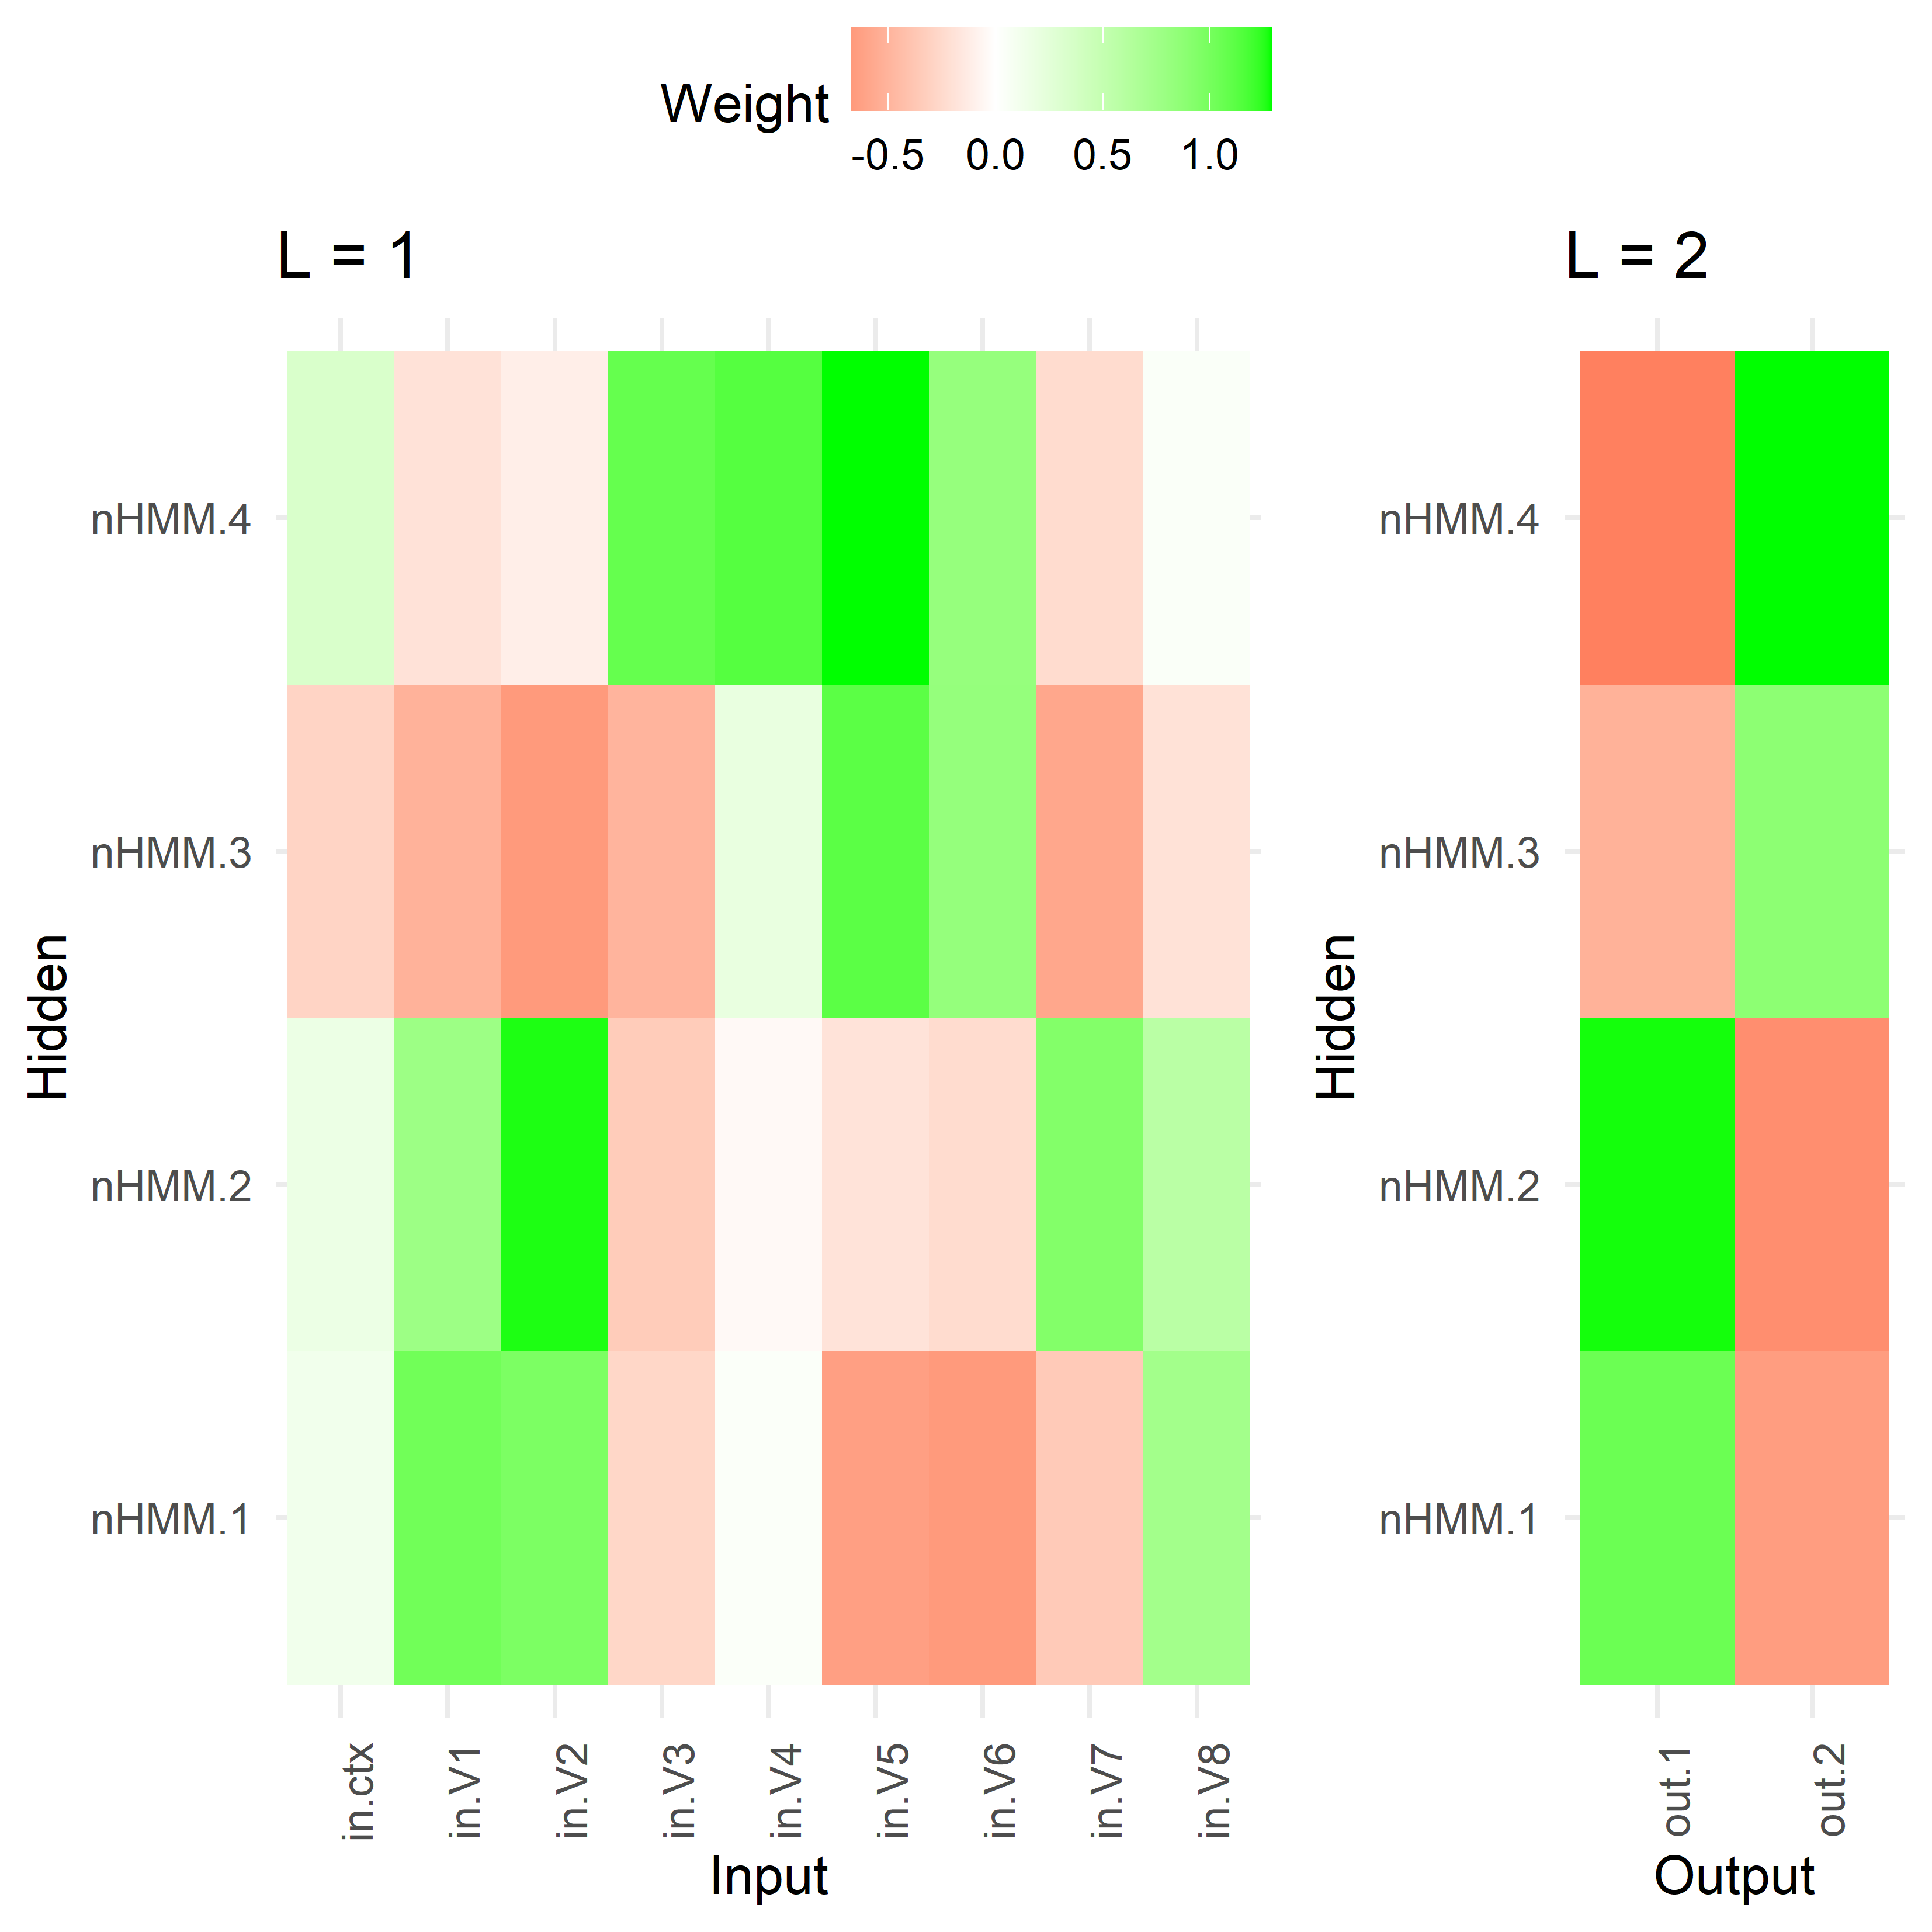 Weight
-0.5 0.0 0.5 1.0
L = 1
nHMM.4
nHMM.3
nHMM.2
nHMM.1
Hidden
in.ctx
in.V1
in.V2
in.V3
in.V4
in.V5
in.V6
in.V7
in.V8
Input
L = 2
nHMM.4
nHMM.3
nHMM.2
nHMM.1
Hidden
out.1
out.2
Output